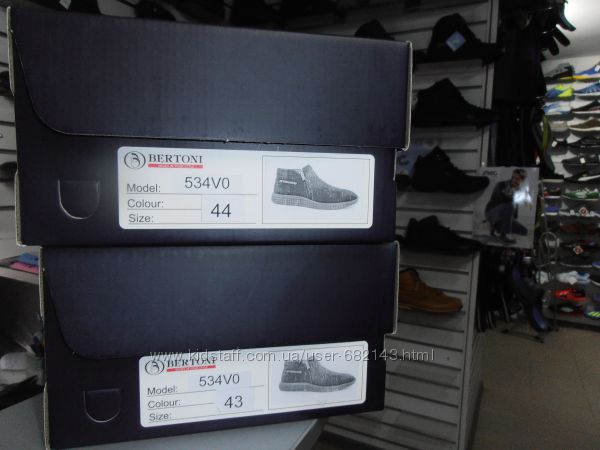 BERTONI
Model: 534V0
Colour:
Size: 44
www.kidstaff.com.ua/user-682143.html
BERTONI
Model: 534V0
Colour:
Size: 43